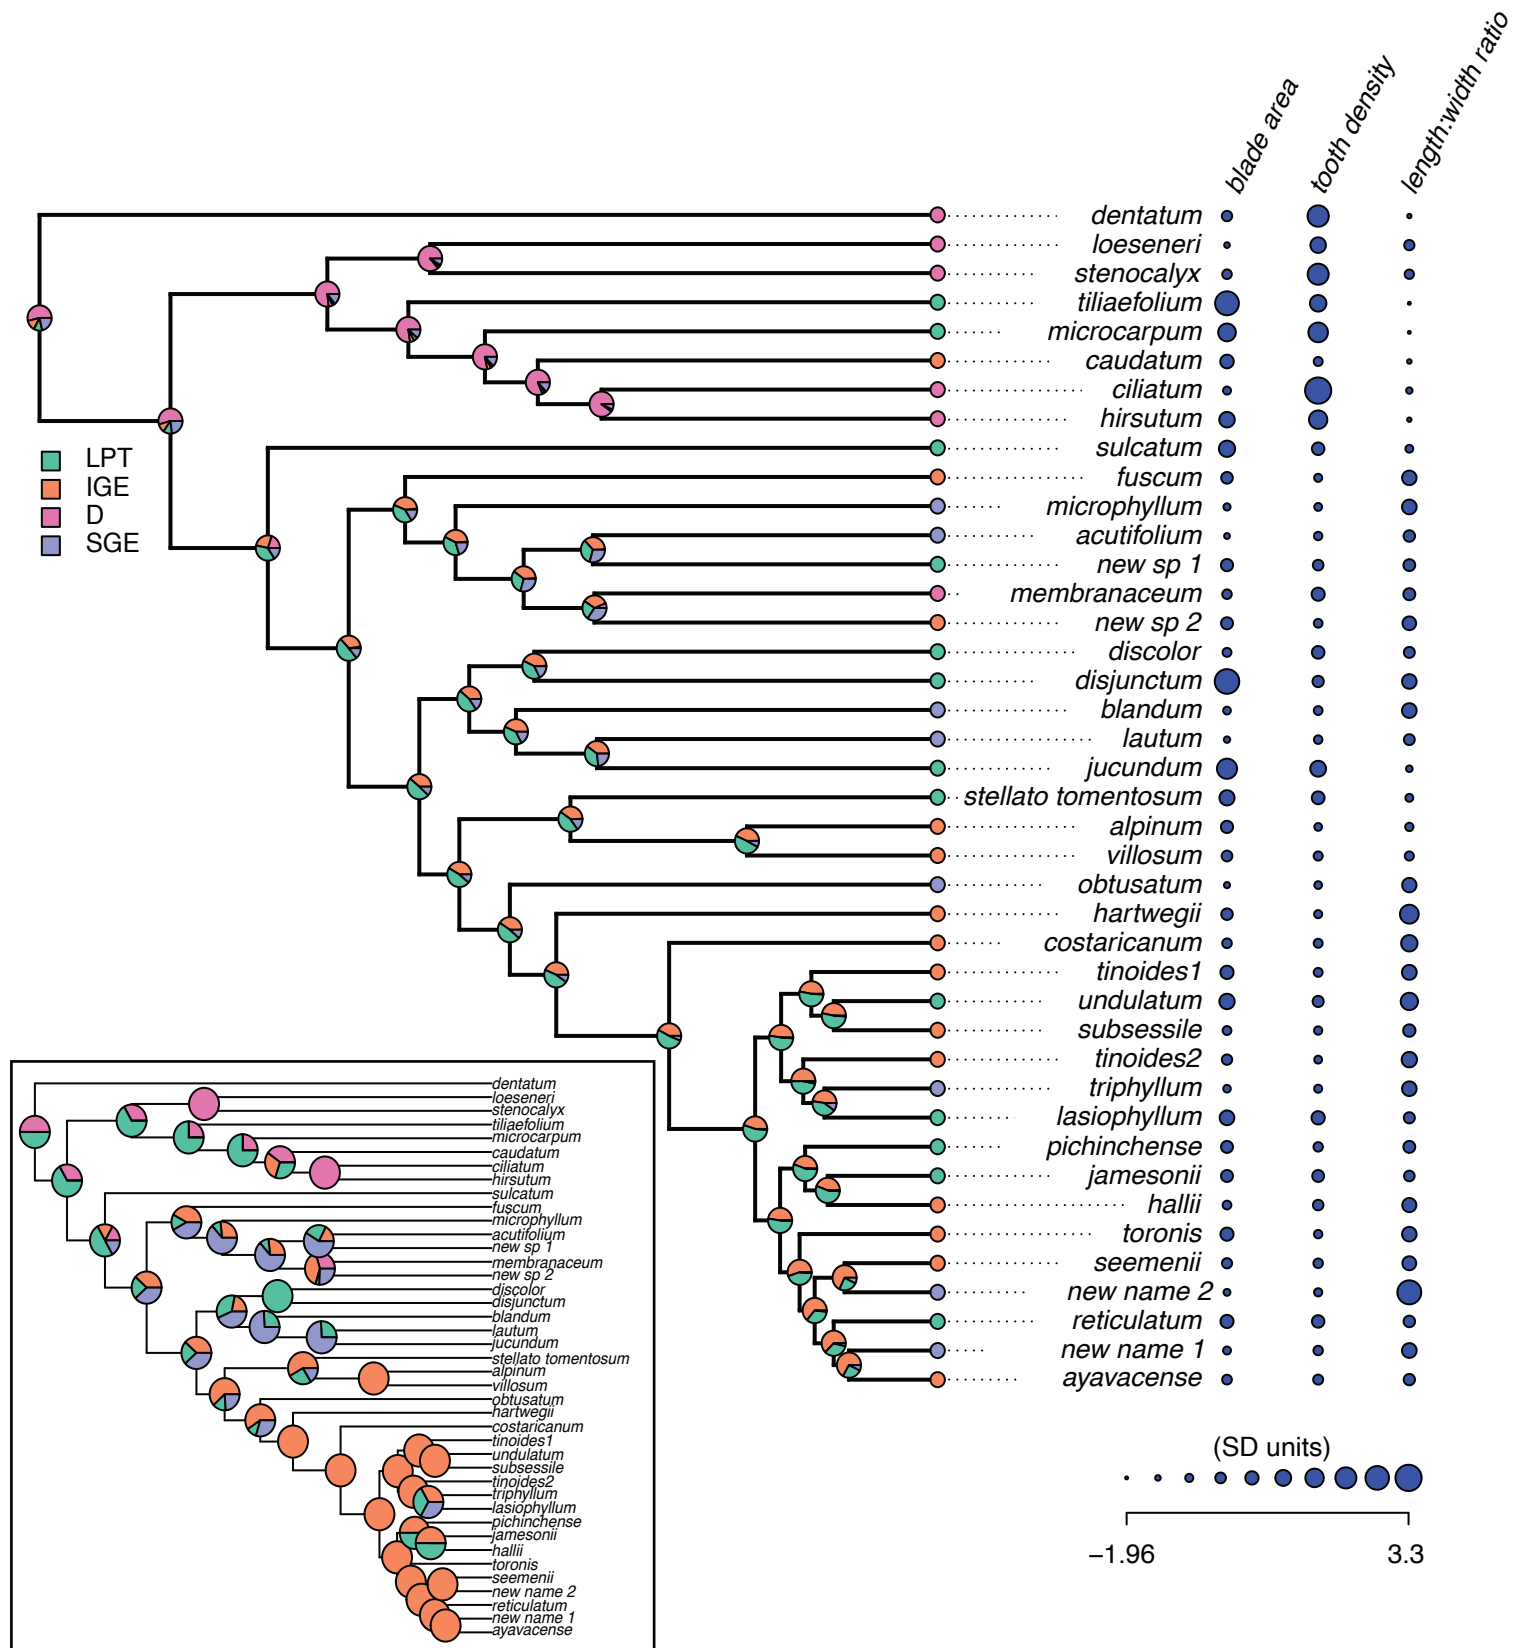 blade area
tooth density
length:width ratio
dentatum
loeseneri
stenocalyx
tiliaefolium
microcarpum
caudatum
ciliatum
hirsutum
sulcatum
fuscum
microphyllum
acutifolium
new sp 1
membranaceum
new sp 2
discolor
disjunctum
blandum
lautum
jucundum
stellato tomentosum
alpinum
villosum
obtusatum
hartwegii
costaricanum
tinoides1
undulatum
subsessile
tinoides2
triphyllum
lasiophyllum
pichinchense
jamesonii
hallii
toronis
seemenii
new name 2
reticulatum
new name 1
ayavacense
LPT
IGE
D
SGE
dentatum
loeseneri
stenocalyx
tiliaefolium
microcarpum
caudatum
ciliatum
hirsutum
sulcatum
fuscum
microphyllum
acutifolium
new sp 1
membranaceum
new sp 2
discolor
disjunctum
blandum
lautum
jucundum
stellato tomentosum
alpinum
villosum
obtusatum
hartwegii
costaricanum
tinoides1
undulatum
subsessile
tinoides2
triphyllum
lasiophyllum
pichinchense
jamesonii
hallii
toronis
seemenii
new name 2
reticulatum
new name 1
ayavacense
(SD units)
−1.96 3.3